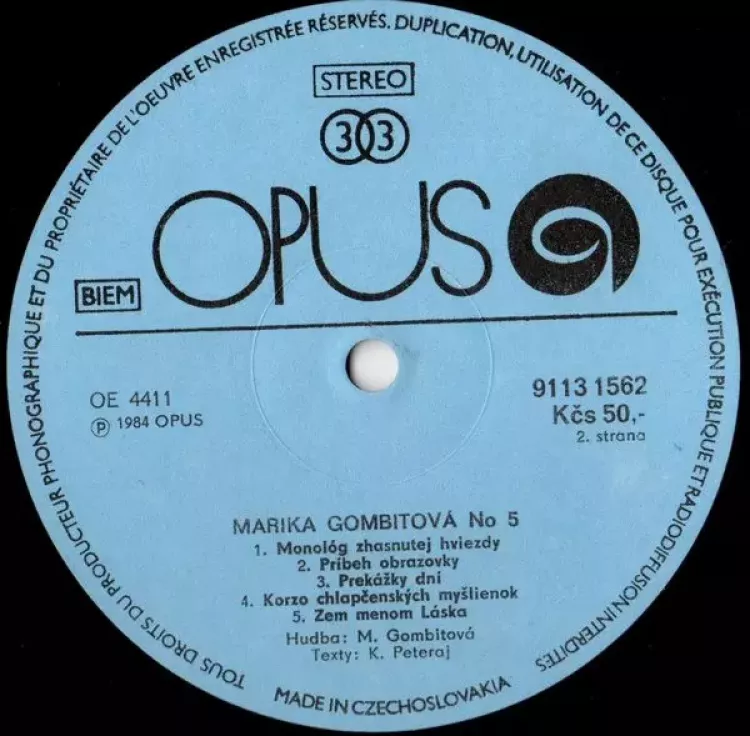 TOUS DROITS DU PRODUCTEUR PHONOGRAPHIQUE ET DU PROPRIÉTAIRE DE L'OEUVRE ENREGISTRÉE RÉSERVÉS. DUPLICATION, UTILISATION DE CE DISQUE POUR EXÉCUTION PUBLIQUE ET RADIODIFFUSION INTERDITES
STEREO
33
OPUS
BIEM
OE 4411
Ⓟ 1984 OPUS
9113 1562
Kčs 50,-
2. strana
MARIKA GOMBITOVÁ No 5
1. Monológ zhasnutej hviezdy
2. Príbeh obrazovky
3. Prekážky dní
4. Korzo chlapčenských myšlienok
5. Zem menom Láska
Hudba: M. Gombitová
Texty: K. Peteraj
MADE IN CZECHOSLOVAKIA